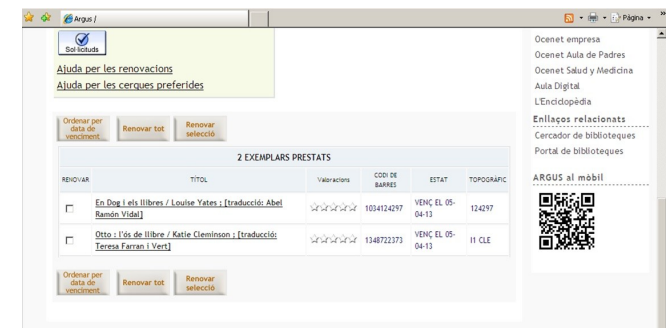 Argus /
Página
Sol·licituds
Ajuda per les renovacions
Ajuda per les cerques preferides
Ordenar per
data de
venciment
Renovar tot
Renovar
selecció
2 EXEMPLARS PRESTATS
RENOVAR
TÍTOL
Valoracions
CODI DE
BARRES
ESTAT
TOPOGRÀFIC
En Dog i els llibres / Louise Yates ; [traducció: Abel
Ramón Vidal]
1034124297
VENÇ EL 05-
04-13
124297
Otto : l'ós de llibre / Katie Cleminson ; [traducció:
Teresa Farran i Vert]
1348722373
VENÇ EL 05-
04-13
I1 CLE
Ordenar per
data de
venciment
Renovar tot
Renovar
selecció
Ocenet empresa
Ocenet Aula de Padres
Ocenet Salud y Medicina
Aula Digital
L'Enciclopèdia
Enllaços relacionats
Cercador de biblioteques
Portal de biblioteques
ARGUS al mòbil